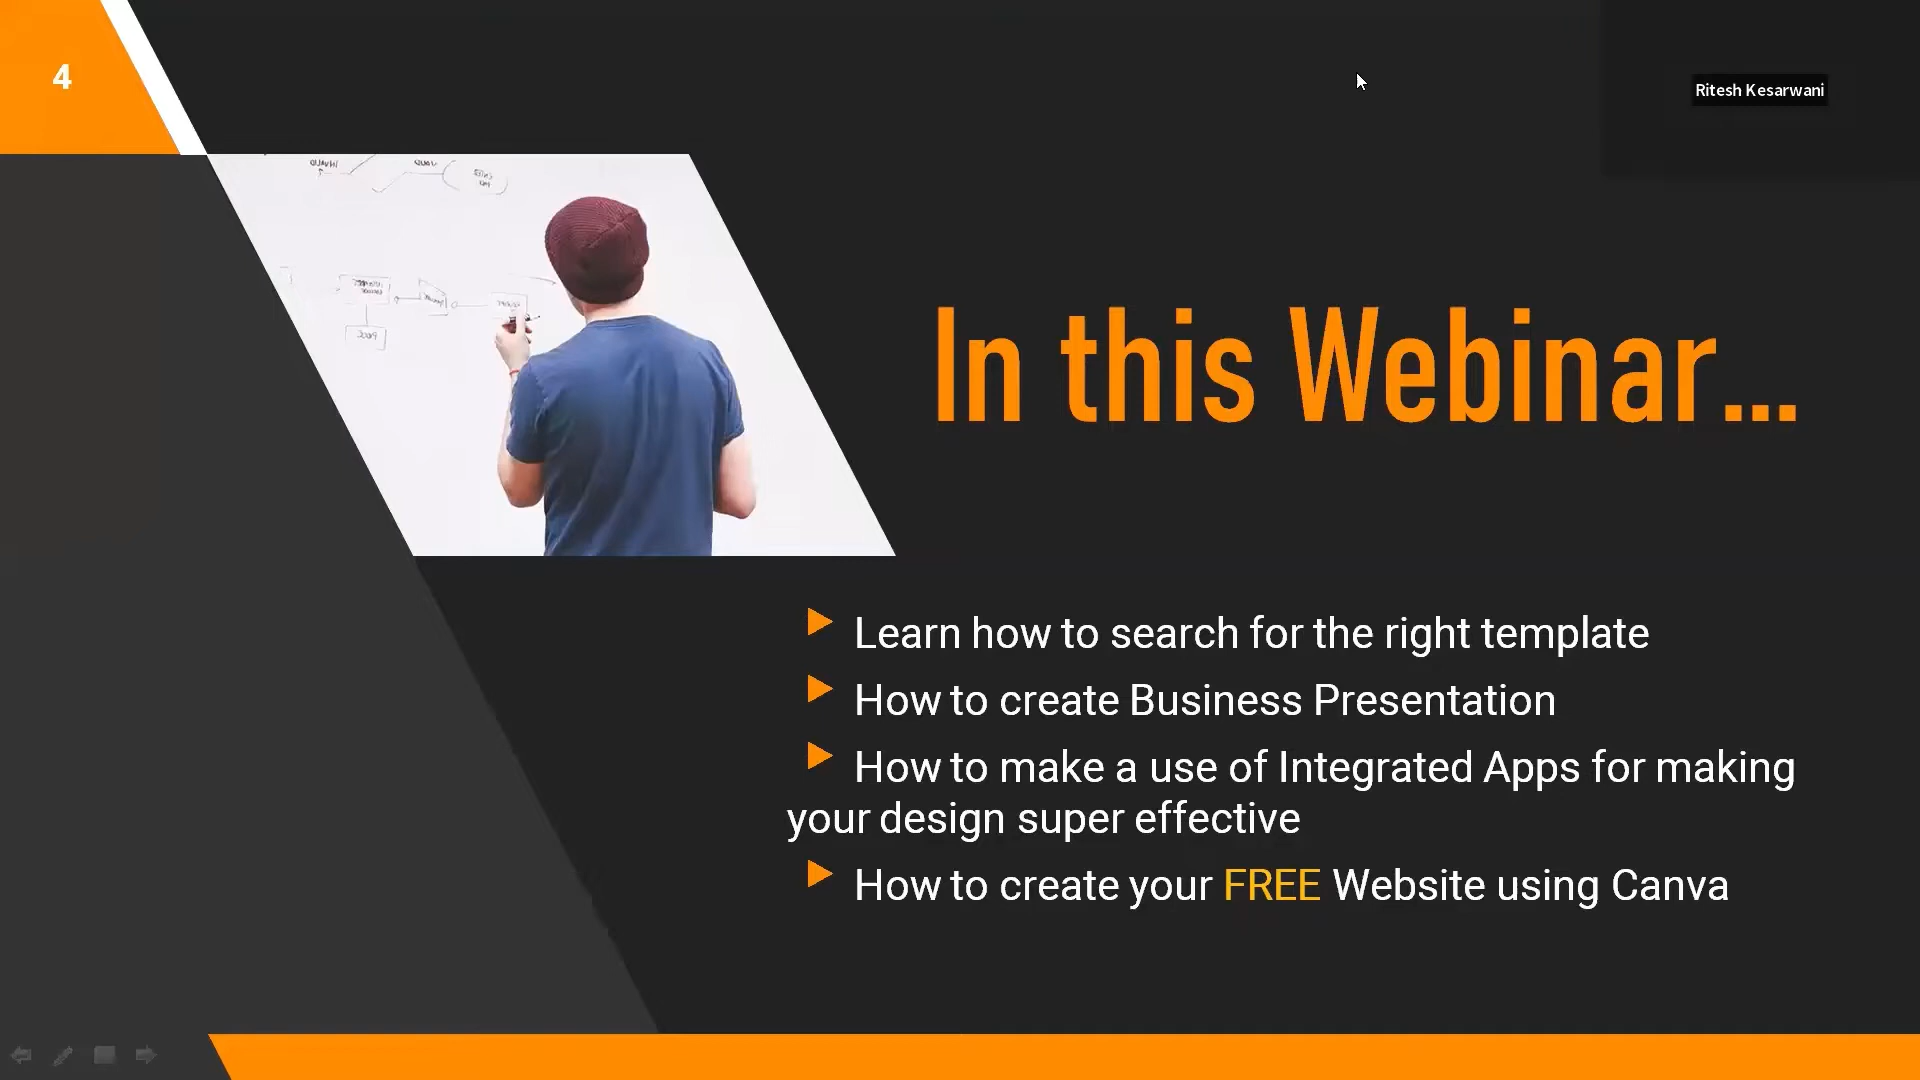 4
Ritesh Kesarwani
In this Webinar...
Learn how to search for the right template
How to create Business Presentation
How to make a use of Integrated Apps for making
your design super effective
How to create your FREE Website using Canva